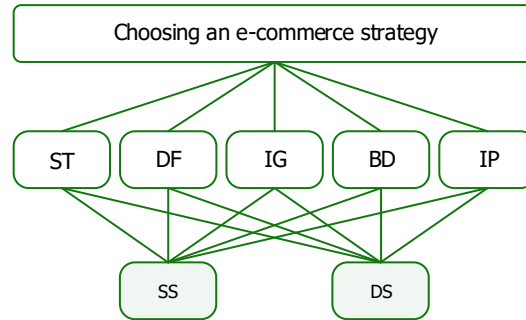 Choosing an e-commerce strategy
ST
DF
IG
BD
IP
SS
DS